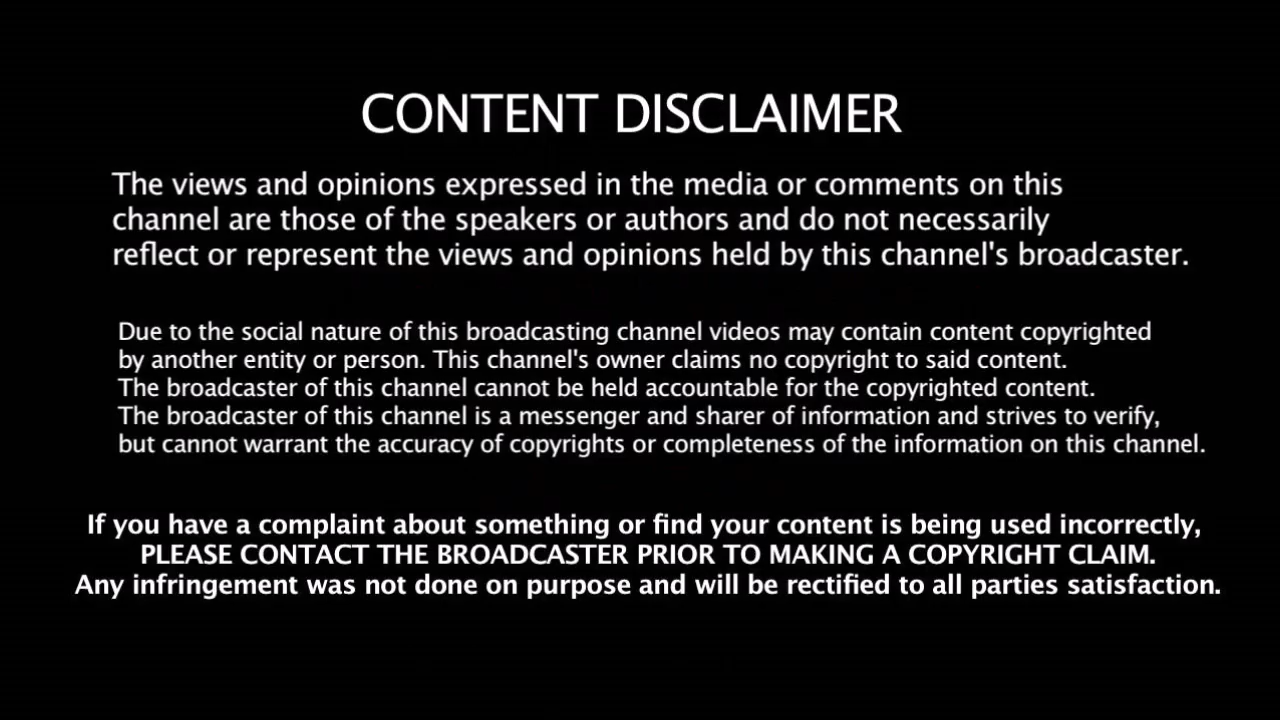 CONTENT DISCLAIMER
The views and opinions expressed in the media or comments on this
channel are those of the speakers or authors and do not necessarily
reflect or represent the views and opinions held by this channel's broadcaster.
Due to the social nature of this broadcasting channel videos may contain content copyrighted
by another entity or person. This channel's owner claims no copyright to said content.
The broadcaster of this channel cannot be held accountable for the copyrighted content.
The broadcaster of this channel is a messenger and sharer of information and strives to verify,
but cannot warrant the accuracy of copyrights or completeness of the information on this channel.
If you have a complaint about something or find your content is being used incorrectly,
PLEASE CONTACT THE BROADCASTER PRIOR TO MAKING A COPYRIGHT CLAIM.
Any infringement was not done on purpose and will be rectified to all parties satisfaction.